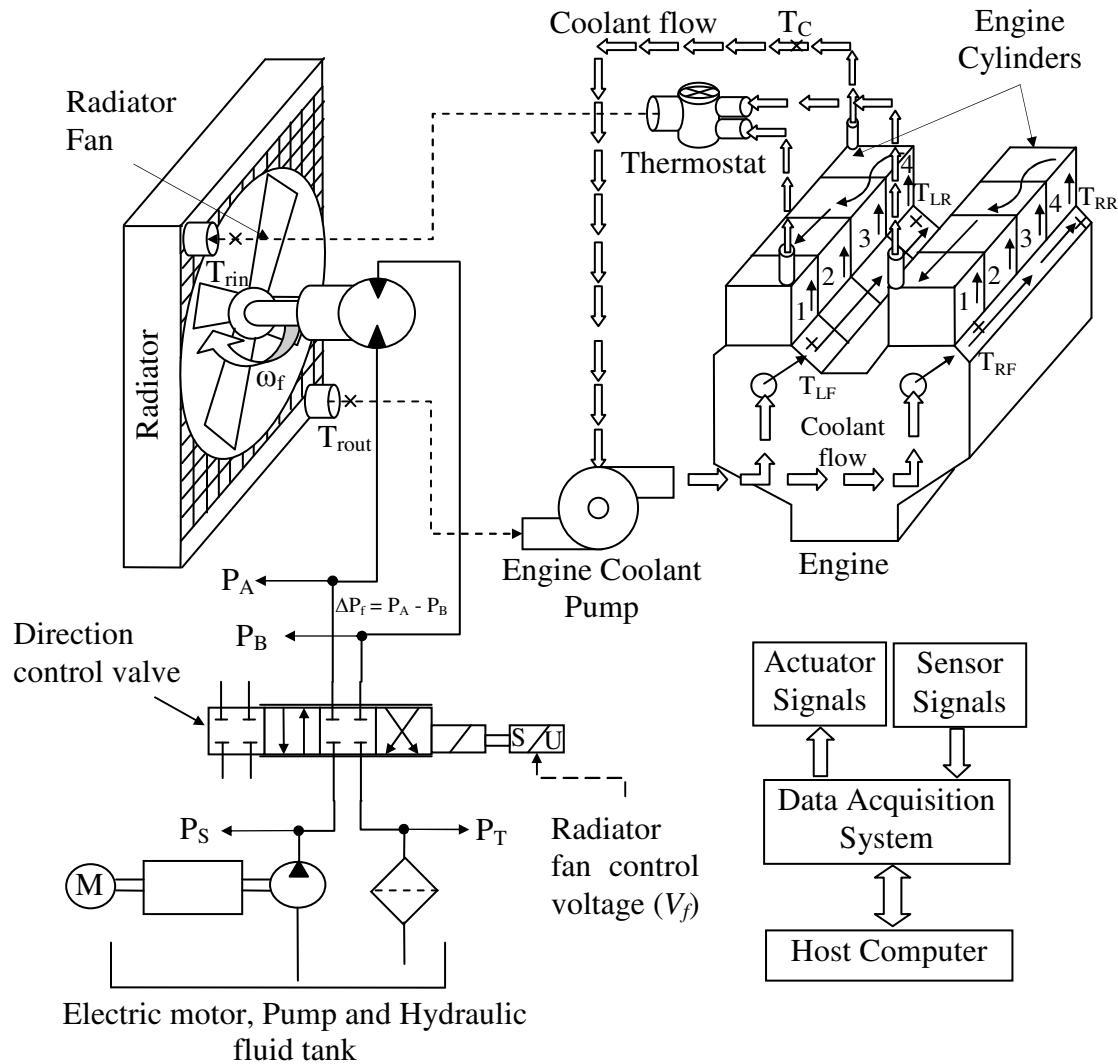 Coolant flow
T_C
Engine
Cylinders
Radiator
Fan
Thermostat
4
T_LR
T_RR
4
3
3
2
2
1
1
T_rin
ω_f
T_rout
Radiator
T_LF
T_RF
Coolant
flow
Engine
Engine Coolant
Pump
P_A
ΔP_f = P_A - P_B
P_B
Direction
control valve
S/U
Actuator
Signals
Sensor
Signals
P_S
P_T
Radiator
fan control
voltage (V_f)
Data Acquisition
System
M
Host Computer
Electric motor, Pump and Hydraulic
fluid tank